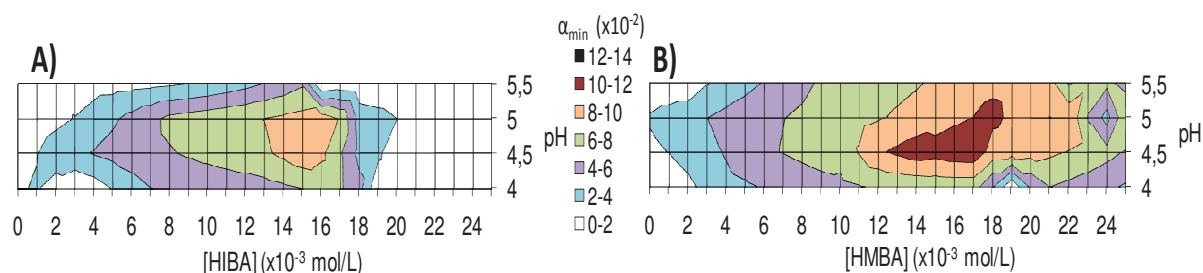 α_min (x10^-2)
A)
B)
12-14
10-12
8-10
6-8
4-6
2-4
0-2
5,5
5
4,5
4
pH
0 2 4 6 8 10 12 14 16 18 20 22 24
[HIBA] (x10^-3 mol/L)
5,5
5
4,5
4
pH
0 2 4 6 8 10 12 14 16 18 20 22 24
[HMBA] (x10^-3 mol/L)